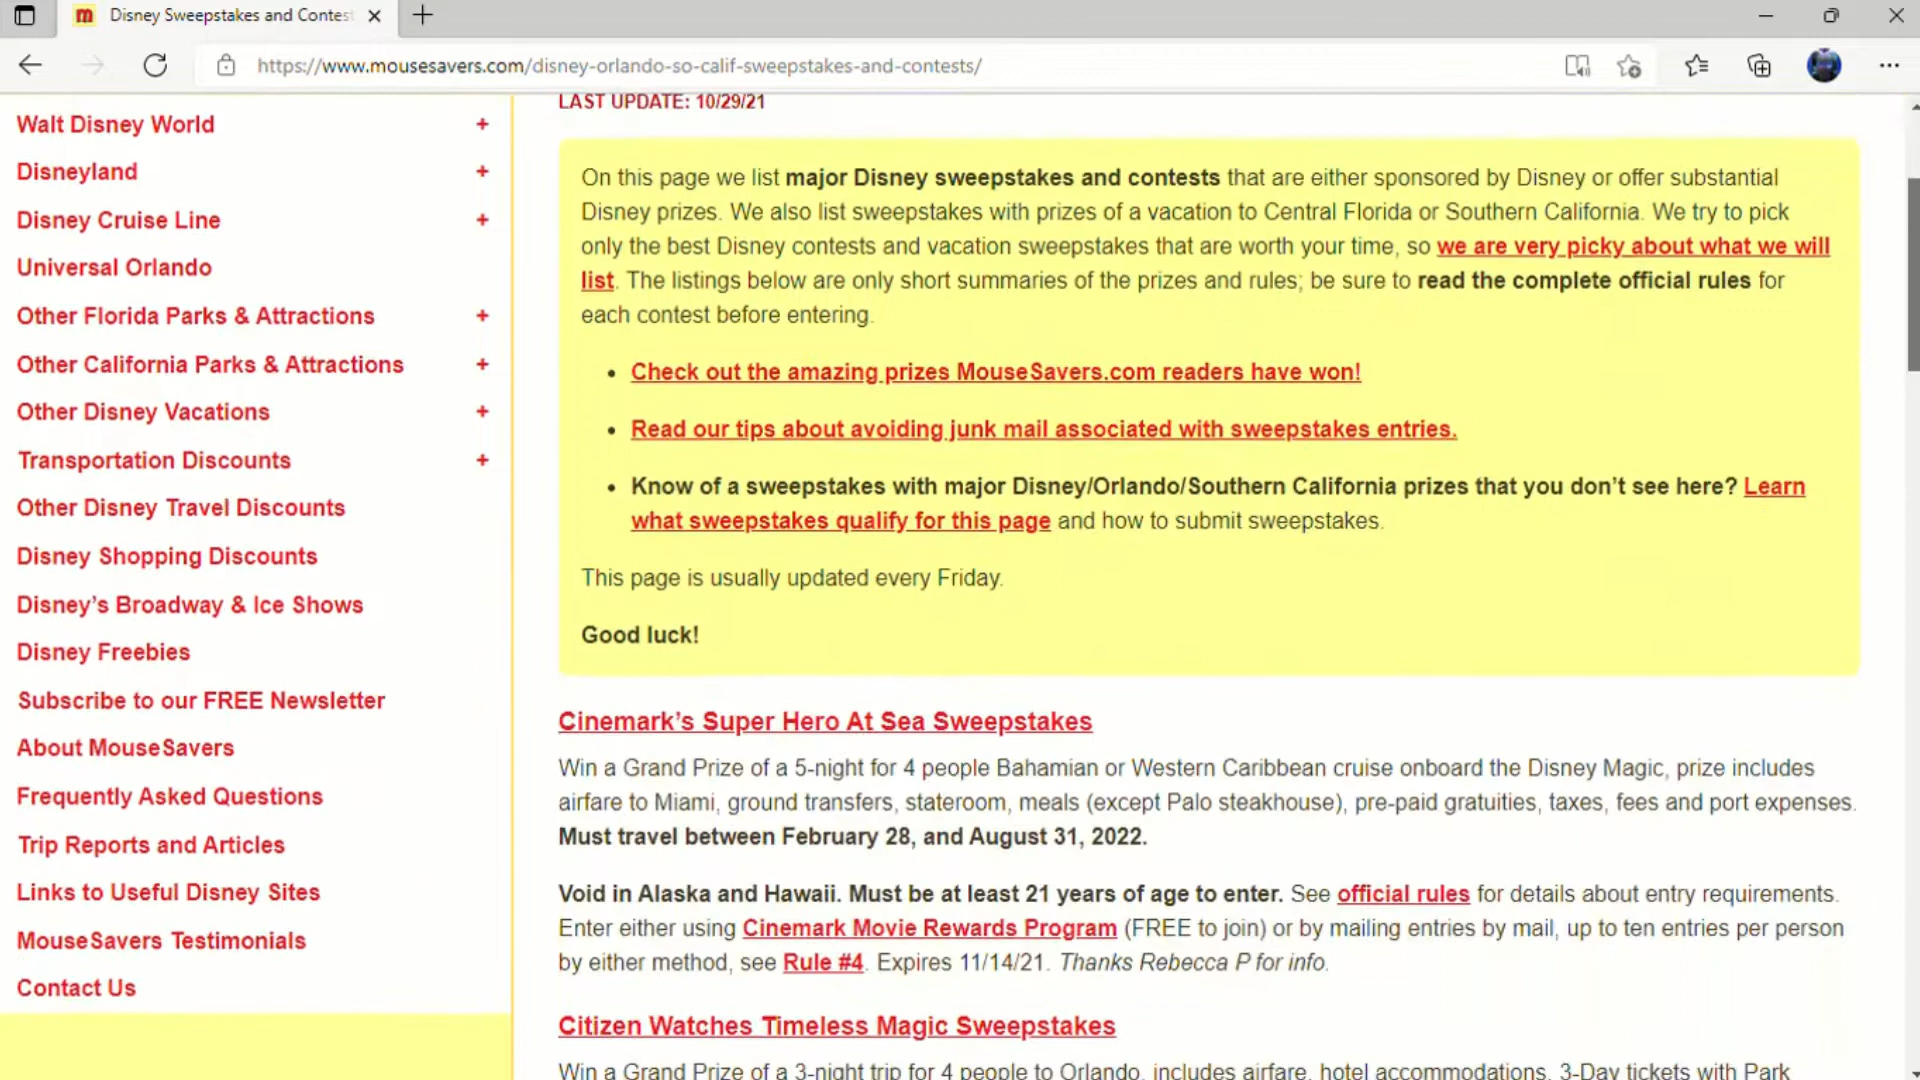 Disney Sweepstakes and Contest
https://www.mousesavers.com/disney-orlando-so-calif-sweepstakes-and-contests/
Walt Disney World +
Disneyland +
Disney Cruise Line +
Universal Orlando
Other Florida Parks & Attractions +
Other California Parks & Attractions +
Other Disney Vacations +
Transportation Discounts +
Other Disney Travel Discounts
Disney Shopping Discounts
Disney's Broadway & Ice Shows
Disney Freebies
Subscribe to our FREE Newsletter
About MouseSavers
Frequently Asked Questions
Trip Reports and Articles
Links to Useful Disney Sites
MouseSavers Testimonials
Contact Us
LAST UPDATE: 10/29/21
On this page we list major Disney sweepstakes and contests that are either sponsored by Disney or offer substantial
Disney prizes. We also list sweepstakes with prizes of a vacation to Central Florida or Southern California. We try to pick
only the best Disney contests and vacation sweepstakes that are worth your time, so we are very picky about what we will
list. The listings below are only short summaries of the prizes and rules; be sure to read the complete official rules for
each contest before entering.
• Check out the amazing prizes MouseSavers.com readers have won!
• Read our tips about avoiding junk mail associated with sweepstakes entries.
• Know of a sweepstakes with major Disney/Orlando/Southern California prizes that you don't see here? Learn
what sweepstakes qualify for this page and how to submit sweepstakes.
This page is usually updated every Friday.
Good luck!
Cinemark's Super Hero At Sea Sweepstakes
Win a Grand Prize of a 5-night for 4 people Bahamian or Western Caribbean cruise onboard the Disney Magic, prize includes
airfare to Miami, ground transfers, stateroom, meals (except Palo steakhouse), pre-paid gratuities, taxes, fees and port expenses.
Must travel between February 28, and August 31, 2022.
Void in Alaska and Hawaii. Must be at least 21 years of age to enter. See official rules for details about entry requirements.
Enter either using Cinemark Movie Rewards Program (FREE to join) or by mailing entries by mail, up to ten entries per person
by either method, see Rule #4. Expires 11/14/21. Thanks Rebecca P for info.
Citizen Watches Timeless Magic Sweepstakes
Win a Grand Prize of a 3-night trip for 4 people to Orlando, includes airfare, hotel accommodations, 3-Day tickets with Park